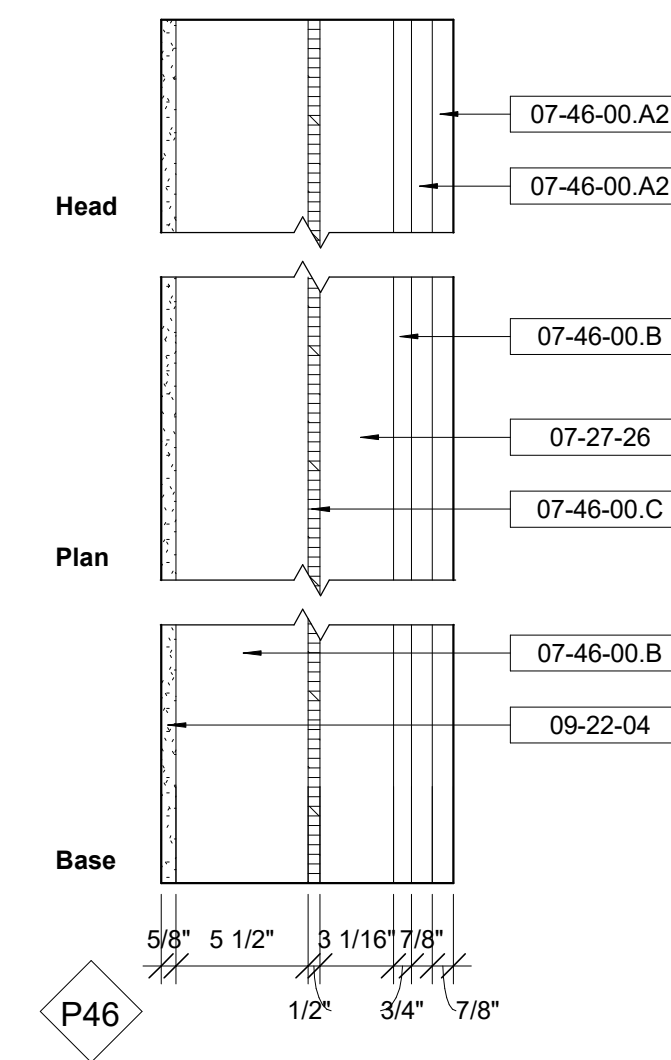 07-46-00.A2
07-46-00.A2
Head
07-46-00.B
07-27-26
07-46-00.C
Plan
07-46-00.B
09-22-04
Base
5/8" 5 1/2" 3 1/16" 7/8"
1/2" 3/4" 7/8"
P46